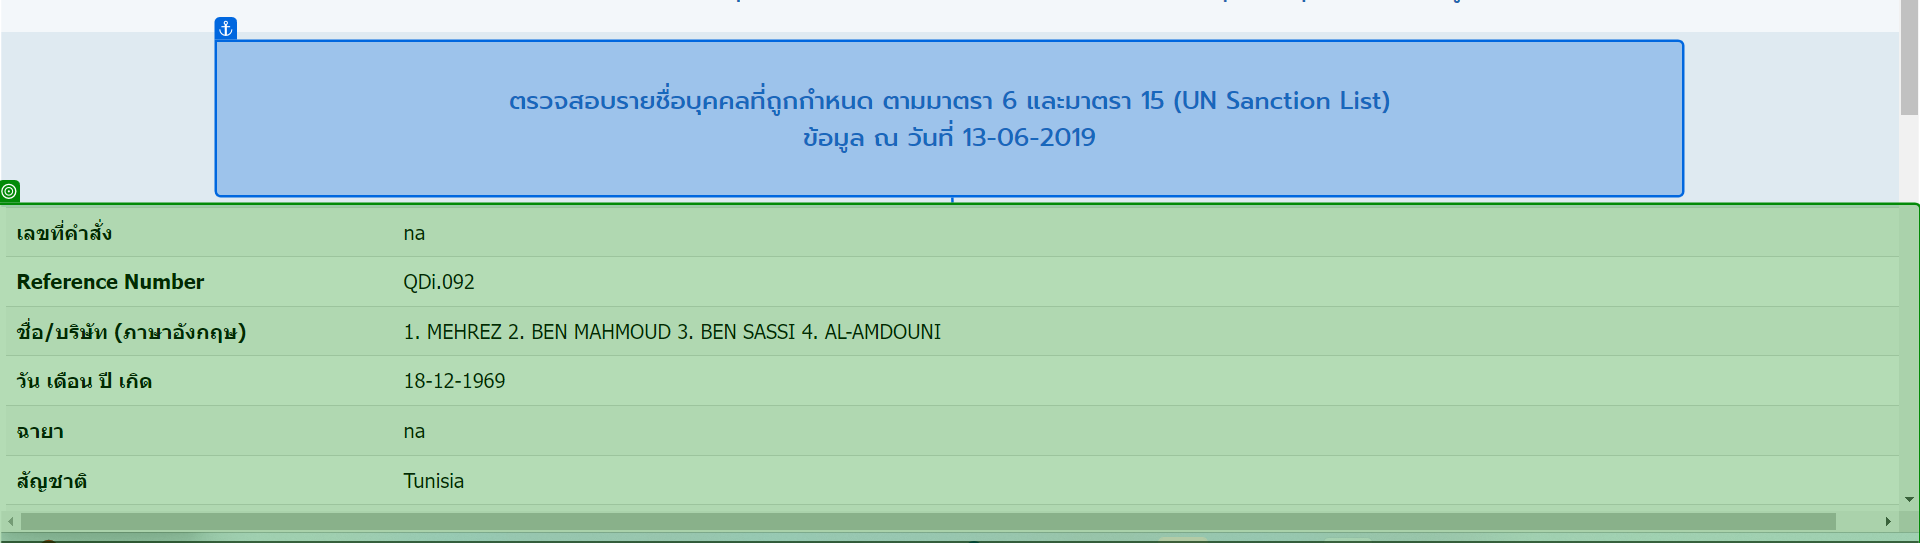 ตรวจสอบรายชื่อบุคคลที่ถูกกำหนด ตามมาตรา 6 และมาตรา 15 (UN Sanction List)
ข้อมูล ณ วันที่ 13-06-2019
เลขที่คำสั่ง na
Reference Number QDi.092
ชื่อ/บริษัท (ภาษาอังกฤษ) 1. MEHREZ 2. BEN MAHMOUD 3. BEN SASSI 4. AL-AMDOUNI
วัน เดือน ปี เกิด 18-12-1969
ฉายา na
สัญชาติ Tunisia